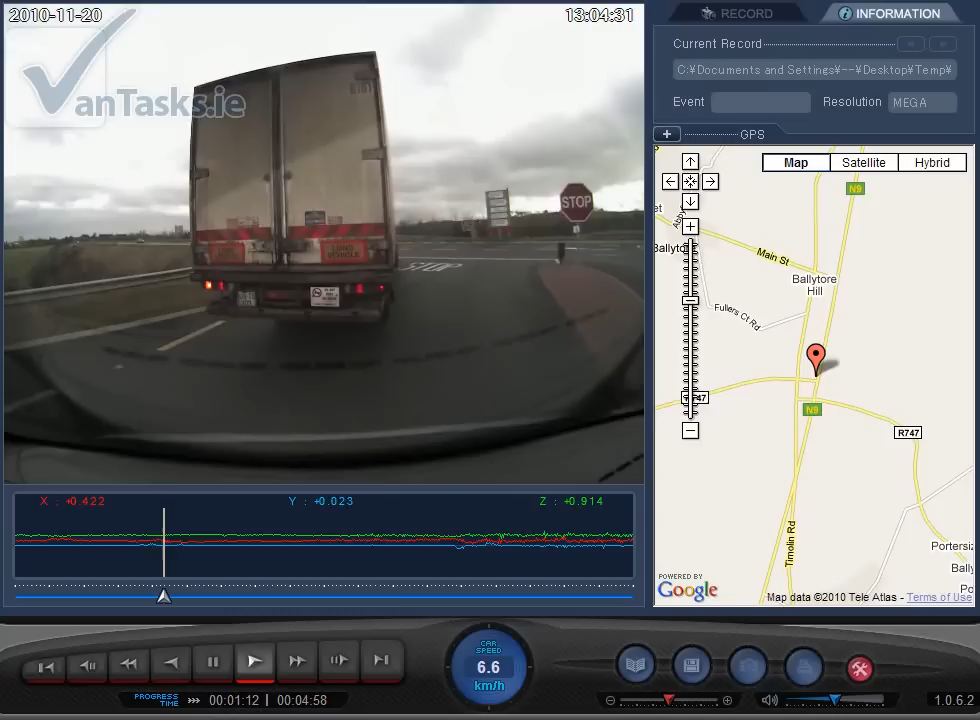 2010-11-20
13:04:31
VanTasks.ie
STOP
STOP
LONG
VEHICLE
X : +0.422
Y : +0.023
Z : +0.914
RECORD
INFORMATION
Current Record
C:¥Documents and Settings¥--¥Desktop¥Temp¥
Event
Resolution
MEGA
+
GPS
Map
Satellite
Hybrid
N9
Main St
Ballytore
Hill
Fullers Ct Rd
R747
N9
R747
Timolin Rd
POWERED BY
Google
Map data ©2010 Tele Atlas - Terms of Use
CAR
SPEED
6.6
km/h
PROGRESS
TIME
00:01:12 | 00:04:58
1.0.6.2